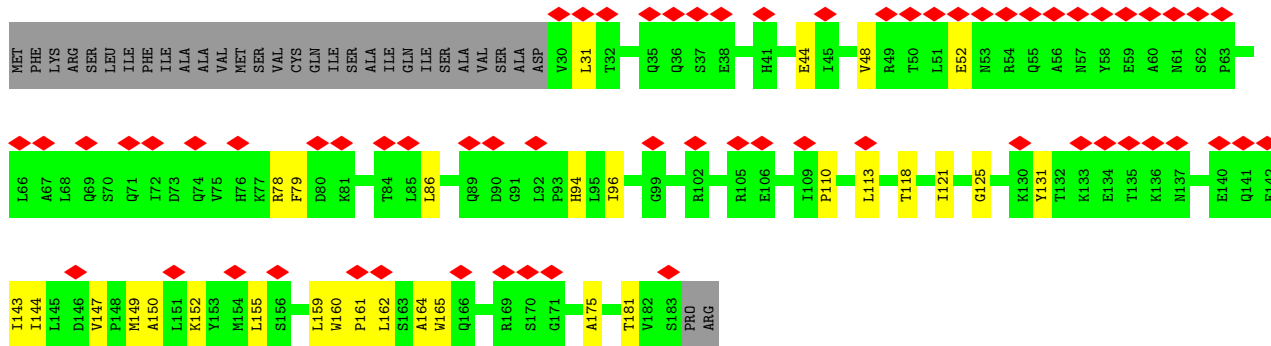 MET PHE LYS ARG SER LEU ILE PHE ILE ALA ALA VAL MET SER VAL CYS GLN ILE SER ALA ILE GLN ILE SER ALA VAL SER ALA ASP V30 L31 T32 Q35 Q36 S37 E38 H41 E44 I45 V48 R49 T50 L51 E52 N53 R54 Q55 A56 N57 Y58 E59 A60 N61 S62 P63
L66 A67 L68 Q69 S70 Q71 I72 D73 Q74 V75 H76 K77 R78 F79 D80 K81 T84 L85 L86 Q89 D90 G91 L92 P93 H94 L95 I96 G99 R102 R105 E106 I109 P110 L113 T118 I121 G125 K130 Y131 T132 K133 E134 T135 K136 N137 E140 Q141
I143 I144 L145 D146 V147 P148 M149 A150 L151 K152 Y153 M154 L155 S156 L159 W160 P161 L162 S163 A164 W165 Q166 R169 S170 G171 A175 T181 V182 S183 PRO ARG